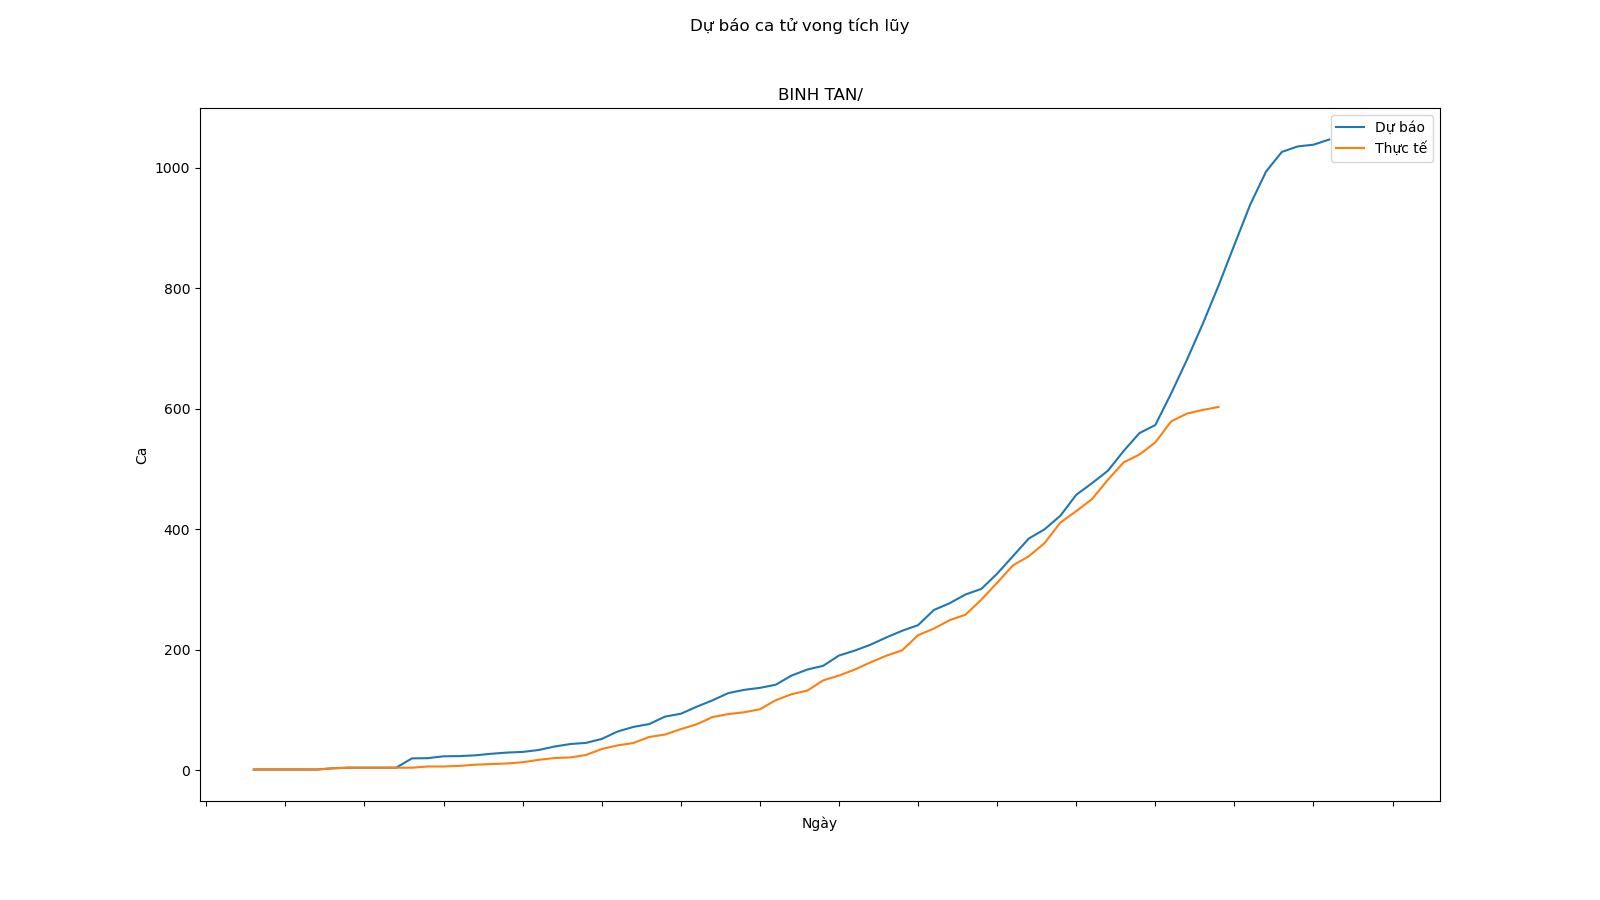 Dự báo ca tử vong tích lũy
BINH TAN/
Dự báo
Thực tế
1000
800
600
400
200
0
Ca
Ngày